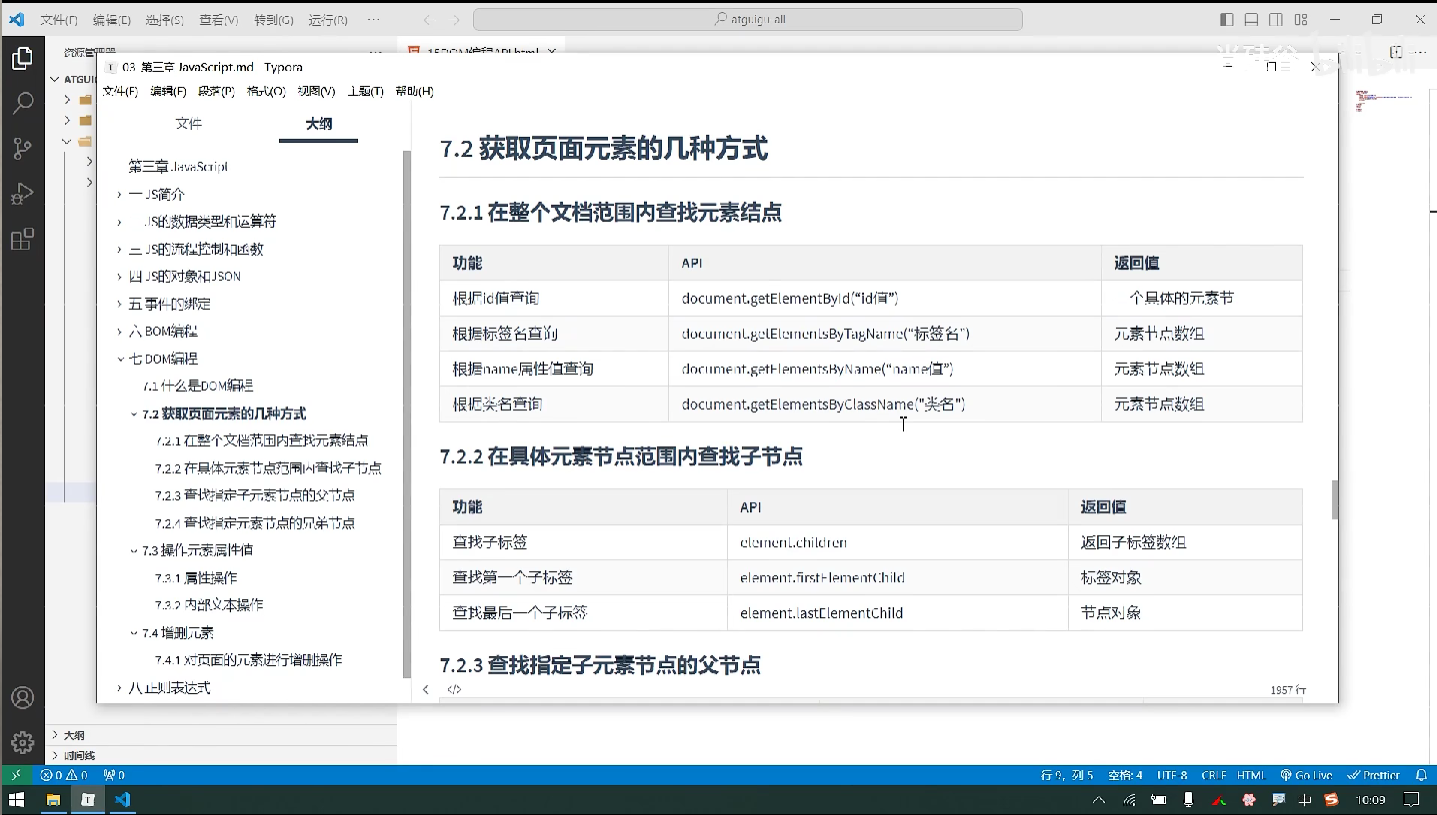 文件(F) 编辑(E) 选择(S) 查看(V) 转到(G) 运行(R) ···
atguigu-all
资源管理器
03_第三章 JavaScript.md - Typora
文件(F) 编辑(E) 段落(P) 格式(O) 视图(V) 主题(T) 帮助(H)
文件 大纲
第三章 JavaScript
一 JS简介
JS的数据类型和运算符
三 JS的流程控制和函数
四 JS的对象和JSON
五 事件的绑定
六 BOM编程
七 DOM编程
7.1 什么是DOM编程
7.2 获取页面元素的几种方式
7.2.1 在整个文档范围内查找元素结点
7.2.2 在具体元素节点范围内查找子节点
7.2.3 查找指定子元素节点的父节点
7.2.4 查找指定元素节点的兄弟节点
7.3 操作元素属性值
7.3.1 属性操作
7.3.2 内部文本操作
7.4 增删元素
7.4.1 对页面的元素进行增删操作
八 正则表达式
7.2 获取页面元素的几种方式
7.2.1 在整个文档范围内查找元素结点
功能 API 返回值
根据id值查询 document.getElementById(“id值”) 个具体的元素节
根据标签名查询 document.getElementsByTagName(“标签名”) 元素节点数组
根据name属性值查询 document.getElementsByName(“name值”) 元素节点数组
根据类名查询 document.getElementsByClassName("类名") 元素节点数组
7.2.2 在具体元素节点范围内查找子节点
功能 API 返回值
查找子标签 element.children 返回子标签数组
查找第一个子标签 element.firstElementChild 标签对象
查找最后一个子标签 element.lastElementChild 节点对象
7.2.3 查找指定子元素节点的父节点
1957 行
大纲
时间线
0 0 0
行 9，列 5 空格: 4 UTF-8 CRLF HTML Go Live Prettier
中 10:09